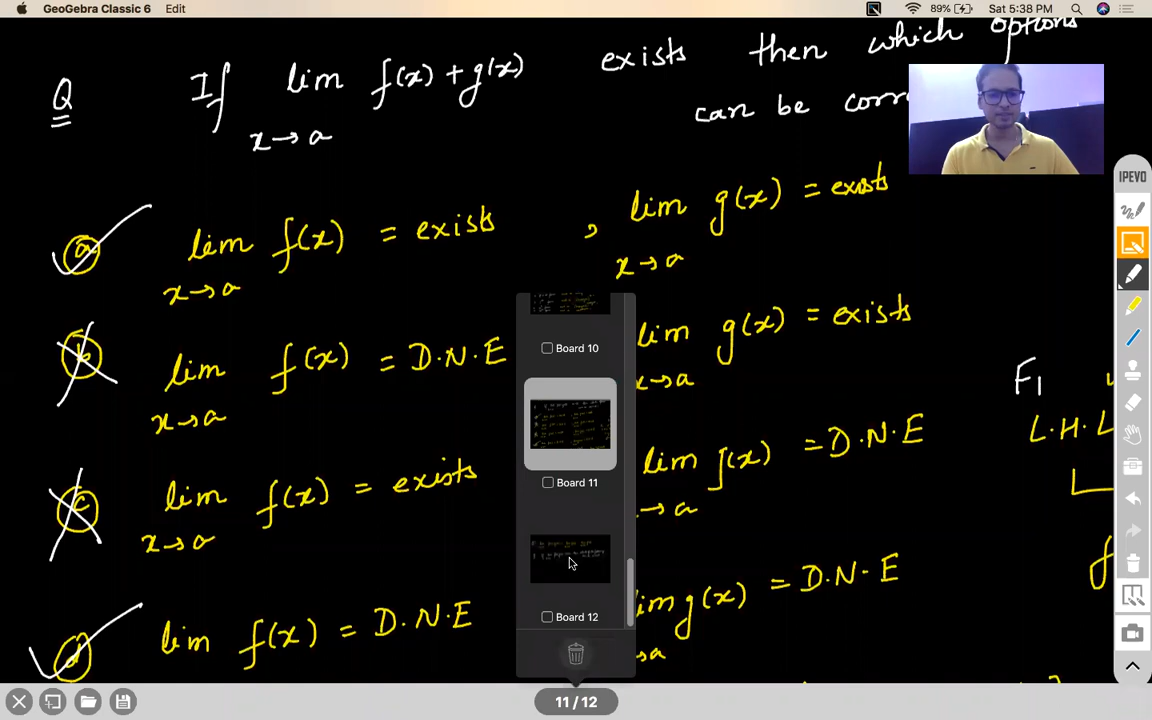 GeoGebra Classic 6 Edit 89% Sat 5:38 PM
Q If lim f(x) + g(x) exists then which options
x→a can be corr
IPEVO
a lim f(x) = exists , lim g(x) = exists
x→a x→a
b lim f(x) = D.N.E lim g(x) = exists
x→a x→a
c lim f(x) = exists lim g(x) = D.N.E
x→a →a
d lim f(x) = D.N.E lim g(x) = D.N.E
→a
L.H.L
L
f
Board 10
Board 11
Board 12
11 / 12